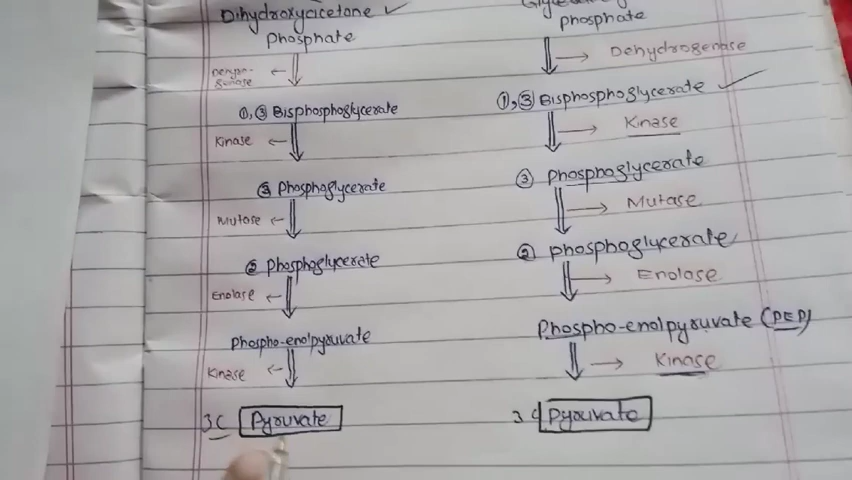 Dihydroxycicetone
phosphate
phosphate
Dehydrogenase
①,③ Bisphosphoglycerate
Kinase
③ Phosphoglycerate
Mutase
② phosphoglycerate
Enolase
phospho-enolpyruvate
Kinase
3C Pyruvate
①,③ Bisphosphoglycerate
Kinase
③ phosphoglycerate
Mutase
② phosphoglycerate
Enolase
Phospho-enolpyruvate (PEP)
Kinase
3C Pyruvate